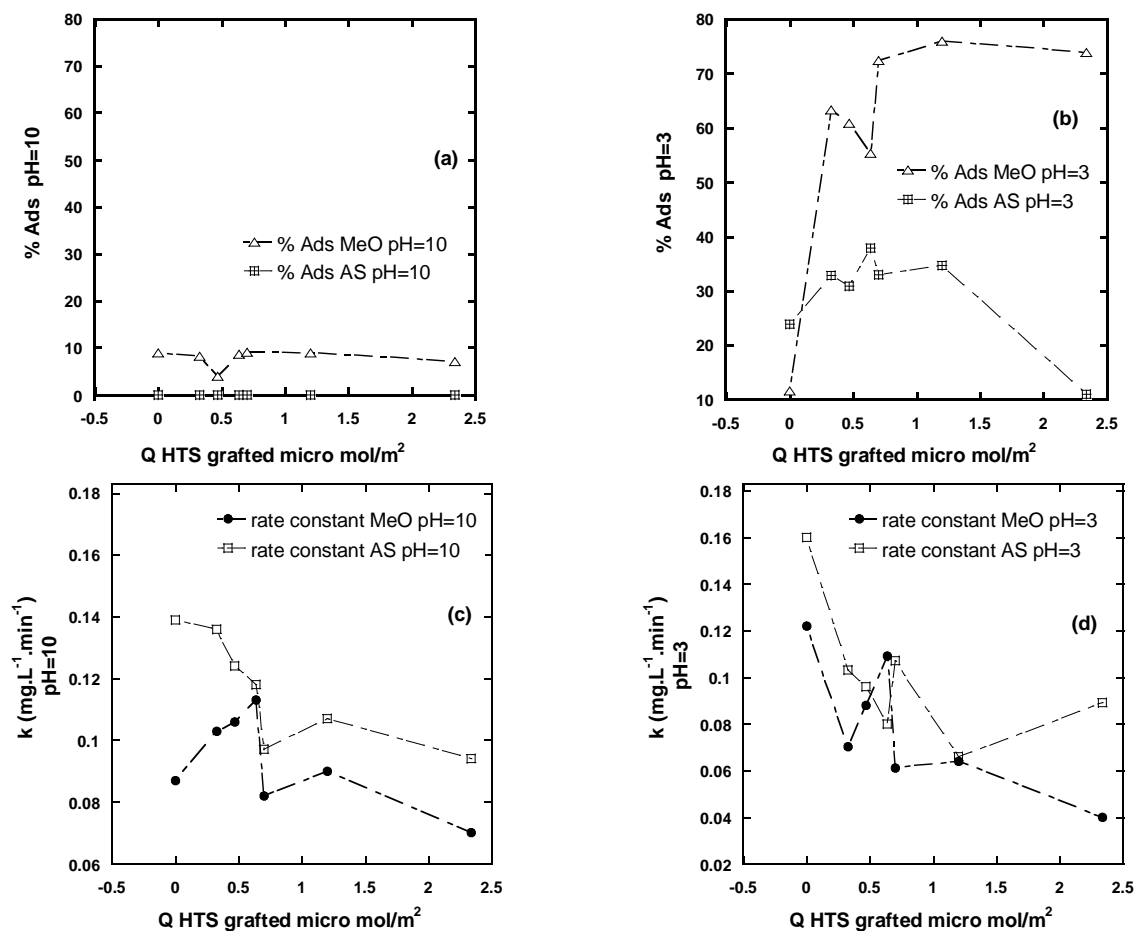 80
70
60
50
40
30
20
10
0
% Ads pH=10
(a)
% Ads MeO pH=10
% Ads AS pH=10
-0.5 0 0.5 1 1.5 2 2.5
Q HTS grafted micro mol/m²
80
70
60
50
40
30
20
10
% Ads pH=3
(b)
% Ads MeO pH=3
% Ads AS pH=3
-0.5 0 0.5 1 1.5 2 2.5
Q HTS grafted micro mol/m²
0.18
0.16
0.14
0.12
0.1
0.08
0.06
k (mg.L⁻¹.min⁻¹)
pH=10
rate constant MeO pH=10
rate constant AS pH=10
(c)
-0.5 0 0.5 1 1.5 2 2.5
Q HTS grafted micro mol/m²
0.18
0.16
0.14
0.12
0.1
0.08
0.06
0.04
0.02
k (mg.L⁻¹.min⁻¹)
pH=3
rate constant MeO pH=3
rate constant AS pH=3
(d)
-0.5 0 0.5 1 1.5 2 2.5
Q HTS grafted micro mol/m²